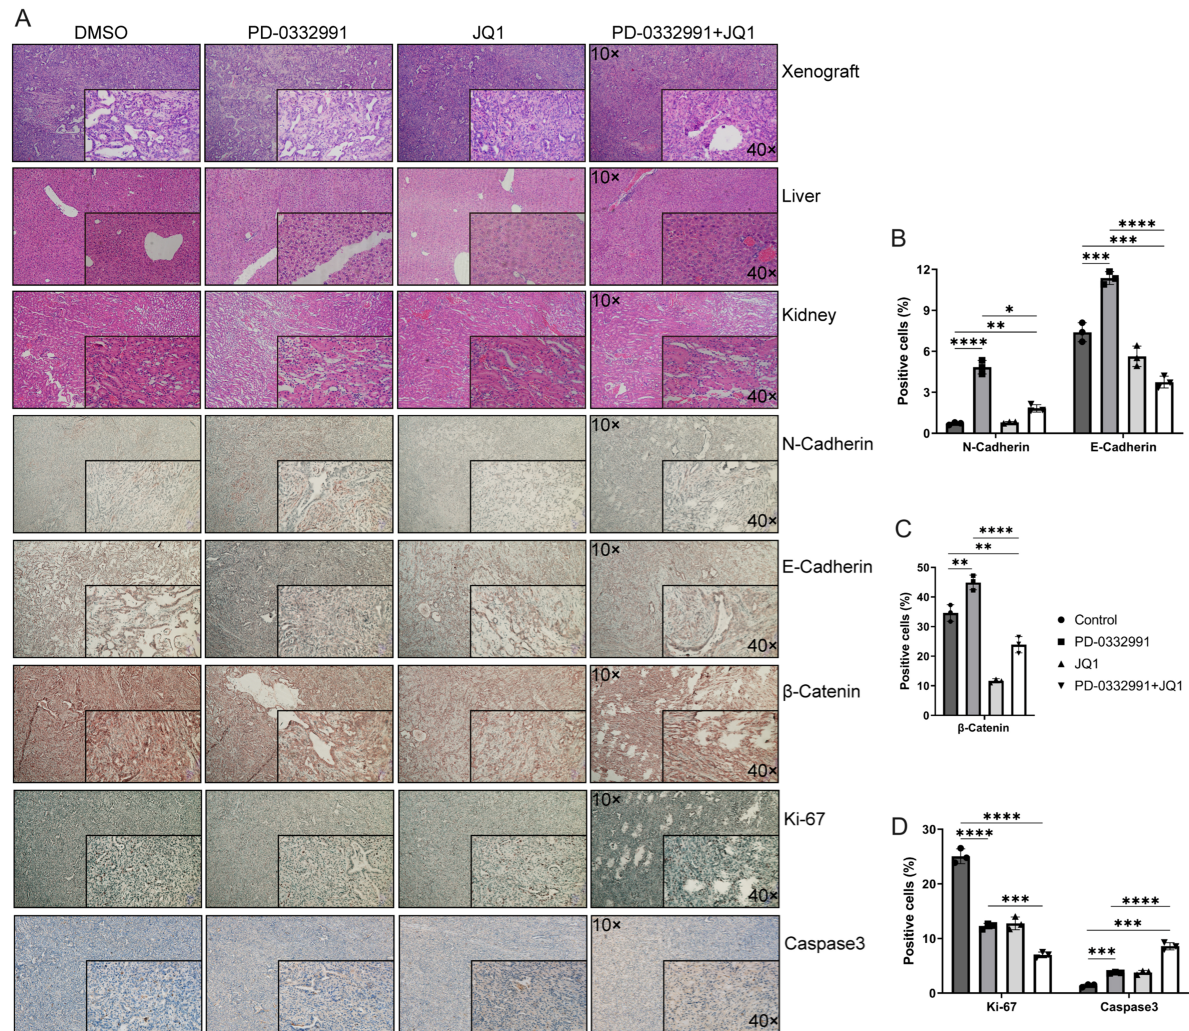 A
DMSO PD-0332991 JQ1 PD-0332991+JQ1
10× Xenograft
40×
10× Liver
40×
10× Kidney
40×
10× N-Cadherin
40×
10× E-Cadherin
40×
10× β-Catenin
40×
10× Ki-67
40×
10× Caspase3
40×
B
Positive cells (%)
12
9
6
3
0
**** ** *
*** *** ****
N-Cadherin E-Cadherin
C
Positive cells (%)
50
40
30
20
10
0
****
**
**
β-Catenin
Control
PD-0332991
JQ1
PD-0332991+JQ1
D
Positive cells (%)
30
20
10
0
****
****
***
****
***
***
Ki-67 Caspase3